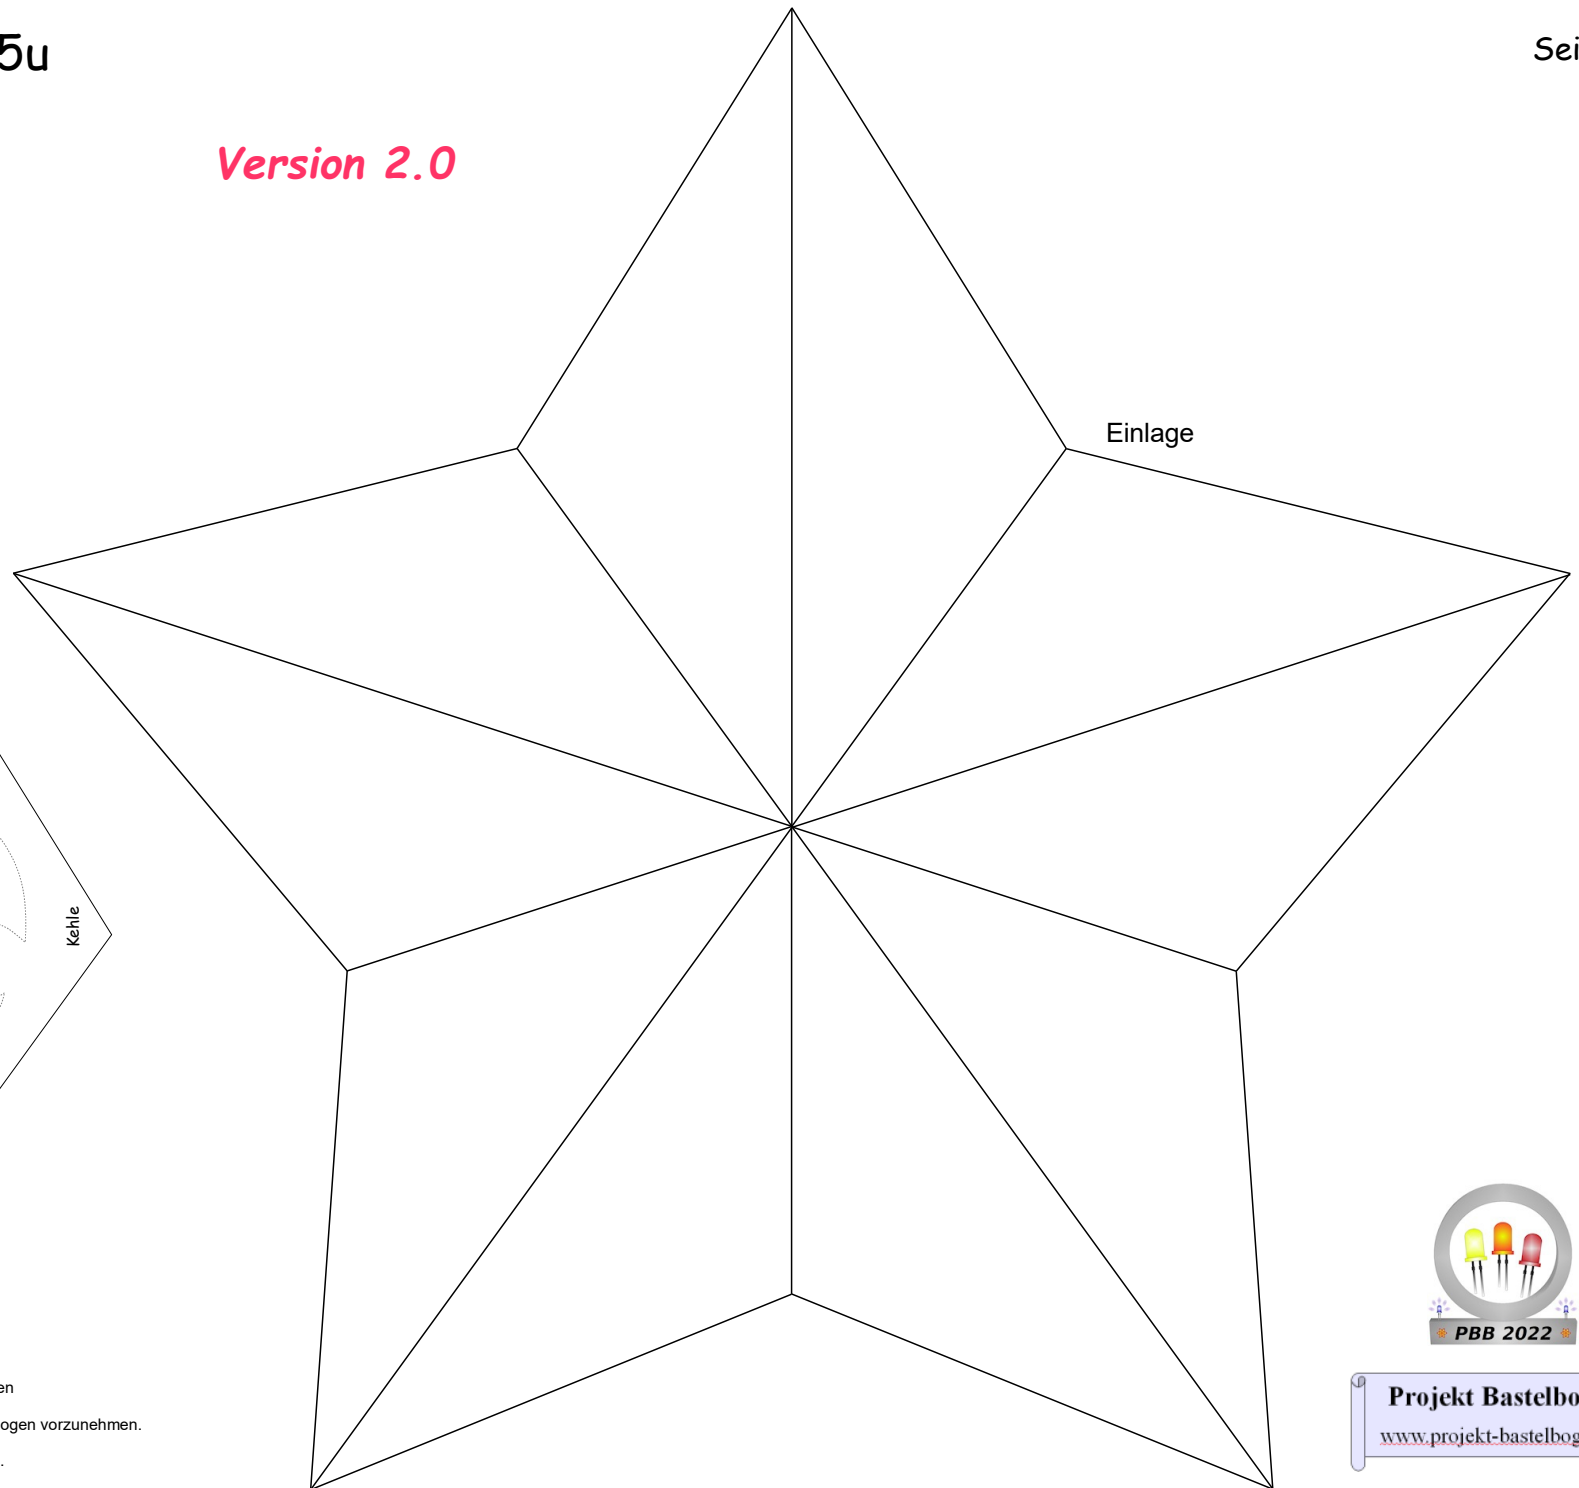 5u
Sei
Version 2.0
Einlage
Kehle
en
ogen vorzunehmen.
.
PBB 2022
Projekt Bastelbo
www.projekt-bastelbog